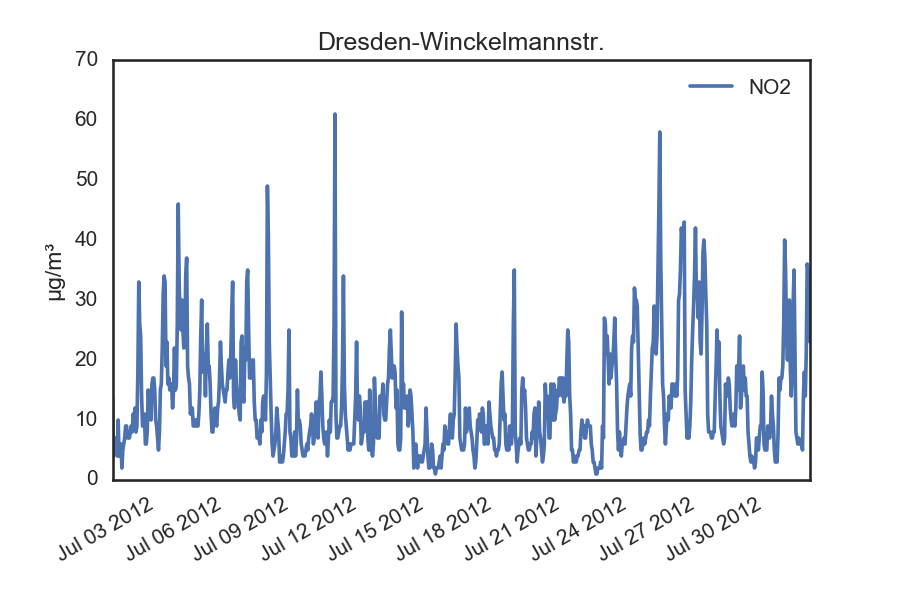 Dresden-Winckelmannstr.
70
60
50
40
30
20
10
0
µg/m³
NO2
Jul 03 2012
Jul 06 2012
Jul 09 2012
Jul 12 2012
Jul 15 2012
Jul 18 2012
Jul 21 2012
Jul 24 2012
Jul 27 2012
Jul 30 2012